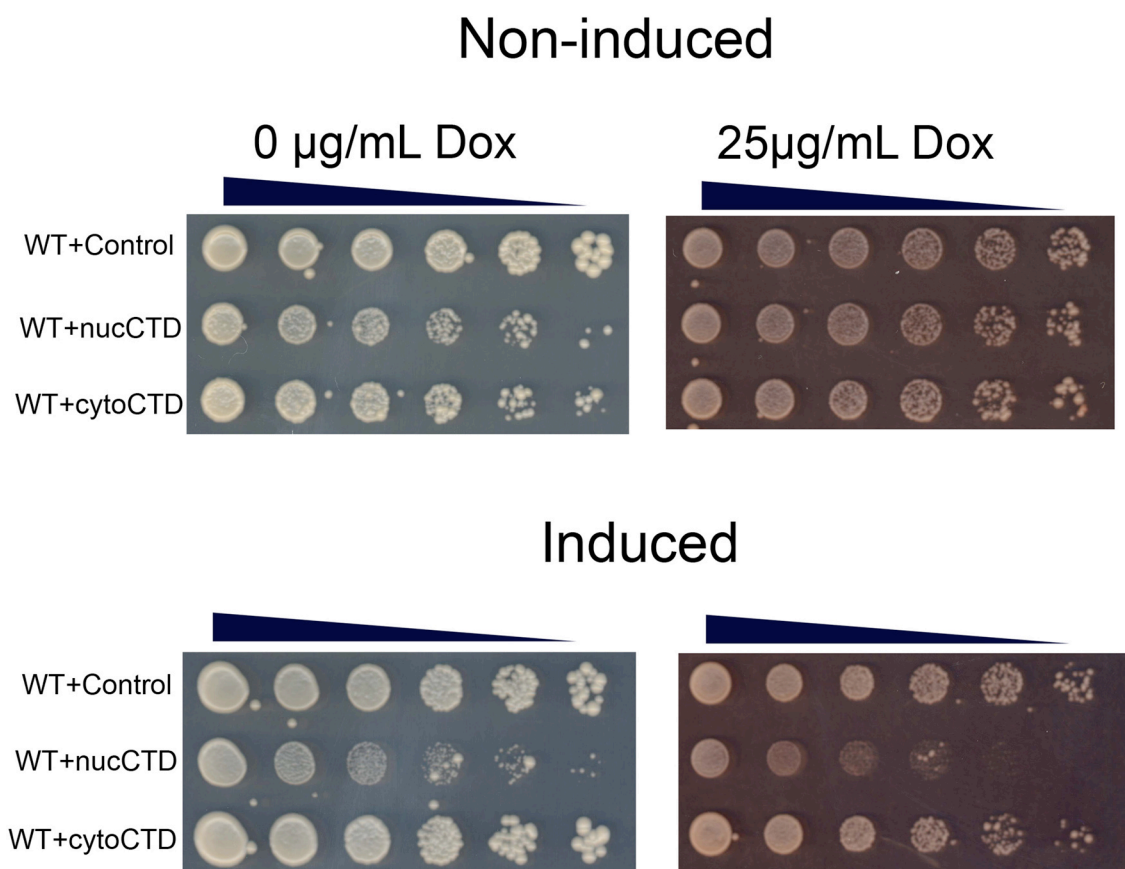 Non-induced
0 µg/mL Dox
25µg/mL Dox
WT+Control
WT+nucCTD
WT+cytoCTD
Induced
WT+Control
WT+nucCTD
WT+cytoCTD